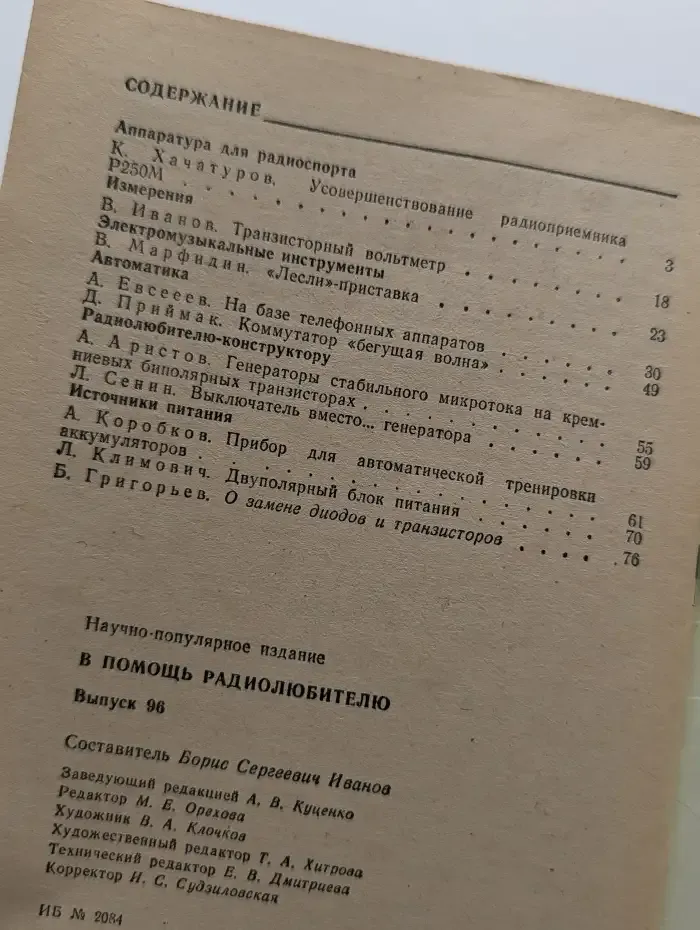 СОДЕРЖАНИЕ
Аппаратура для радиоспорта
К. Хачатуров. Усовершенствование радиоприемника
Р250М . . . . . . . . . . . . . . . . 3
Измерения
В. Иванов. Транзисторный вольтметр . . . . . . . 18
Электромузыкальные инструменты
В. Марфидин. «Лесли»-приставка . . . . . . . . 23
Автоматика
А. Евсеев. На базе телефонных аппаратов . . . . . . 30
Д. Приймак. Коммутатор «бегущая волна» . . . . . . 49
Радиолюбителю-конструктору
А. Аристов. Генераторы стабильного микротока на крем-
ниевых биполярных транзисторах . . . . . . . . . . 55
Л. Сенин. Выключатель вместо... генератора . . . . . . 59
Источники питания
А. Коробков. Прибор для автоматической тренировки
аккумуляторов . . . . . . . . . . . . . . . 61
Л. Климович. Двуполярный блок питания . . . . . . 70
Б. Григорьев. О замене диодов и транзисторов . . . . . 76
Научно-популярное издание
В ПОМОЩЬ РАДИОЛЮБИТЕЛЮ
Выпуск 96
Составитель Борис Сергеевич Иванов
Заведующий редакцией А. В. Куценко
Редактор М. Е. Орехова
Художник В. А. Клочков
Художественный редактор Т. А. Хитрова
Технический редактор Е. В. Дмитриева
Корректор И. С. Судзиловская
ИБ № 2084